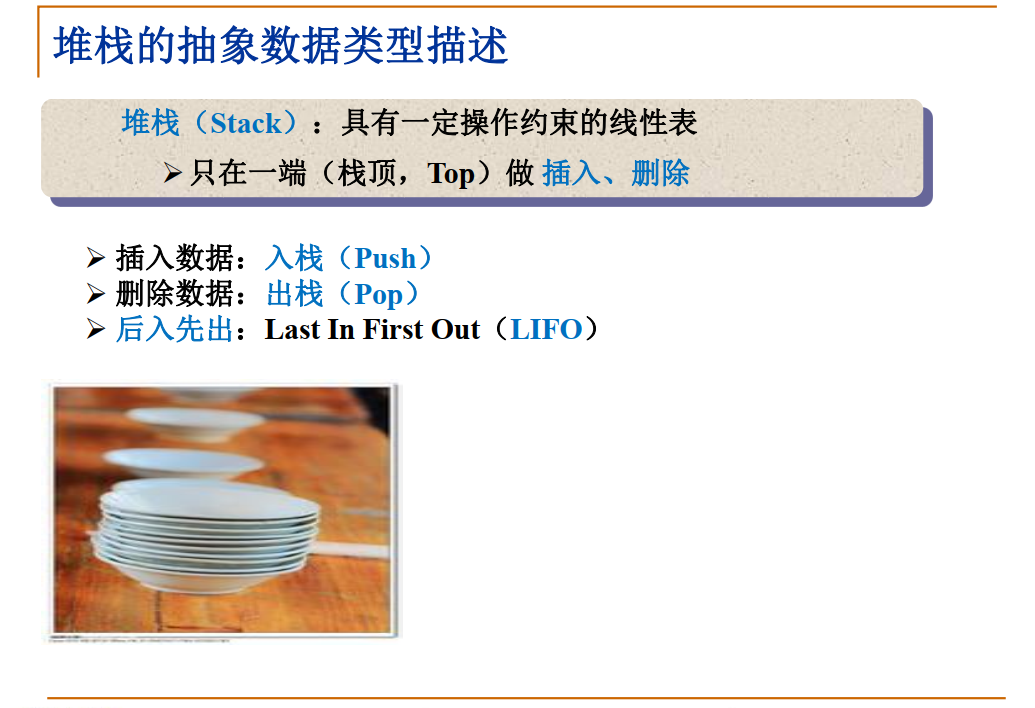 堆栈的抽象数据类型描述
堆栈（Stack）：具有一定操作约束的线性表
只在一端（栈顶，Top）做 插入、删除
插入数据：入栈（Push）
删除数据：出栈（Pop）
后入先出：Last In First Out（LIFO）